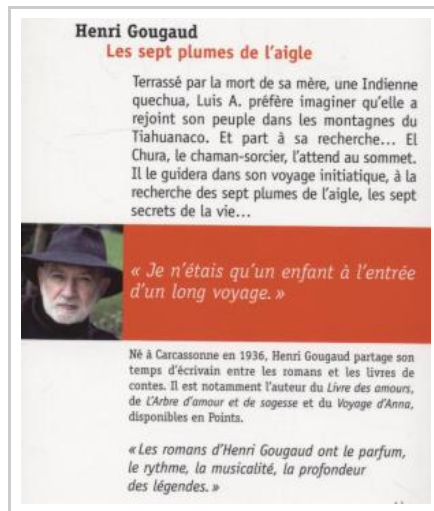 Henri Gougaud
Les sept plumes de l'aigle
Terrassé par la mort de sa mère, une Indienne
quechua, Luis A. préfère imaginer qu'elle a
rejoint son peuple dans les montagnes du
Tiahuanaco. Et part à sa recherche... El
Chura, le chaman-sorcier, l'attend au sommet.
Il le guidera dans son voyage initiatique, à la
recherche des sept plumes de l'aigle, les sept
secrets de la vie...
« Je n'étais qu'un enfant à l'entrée
d'un long voyage. »
Né à Carcassonne en 1936, Henri Gougaud partage son
temps d'écrivain entre les romans et les livres de
contes. Il est notamment l'auteur du Livre des amours,
de L'Arbre d'amour et de sagesse et du Voyage d'Anna,
disponibles en Points.
« Les romans d'Henri Gougaud ont le parfum,
le rythme, la musicalité, la profondeur
des légendes. »